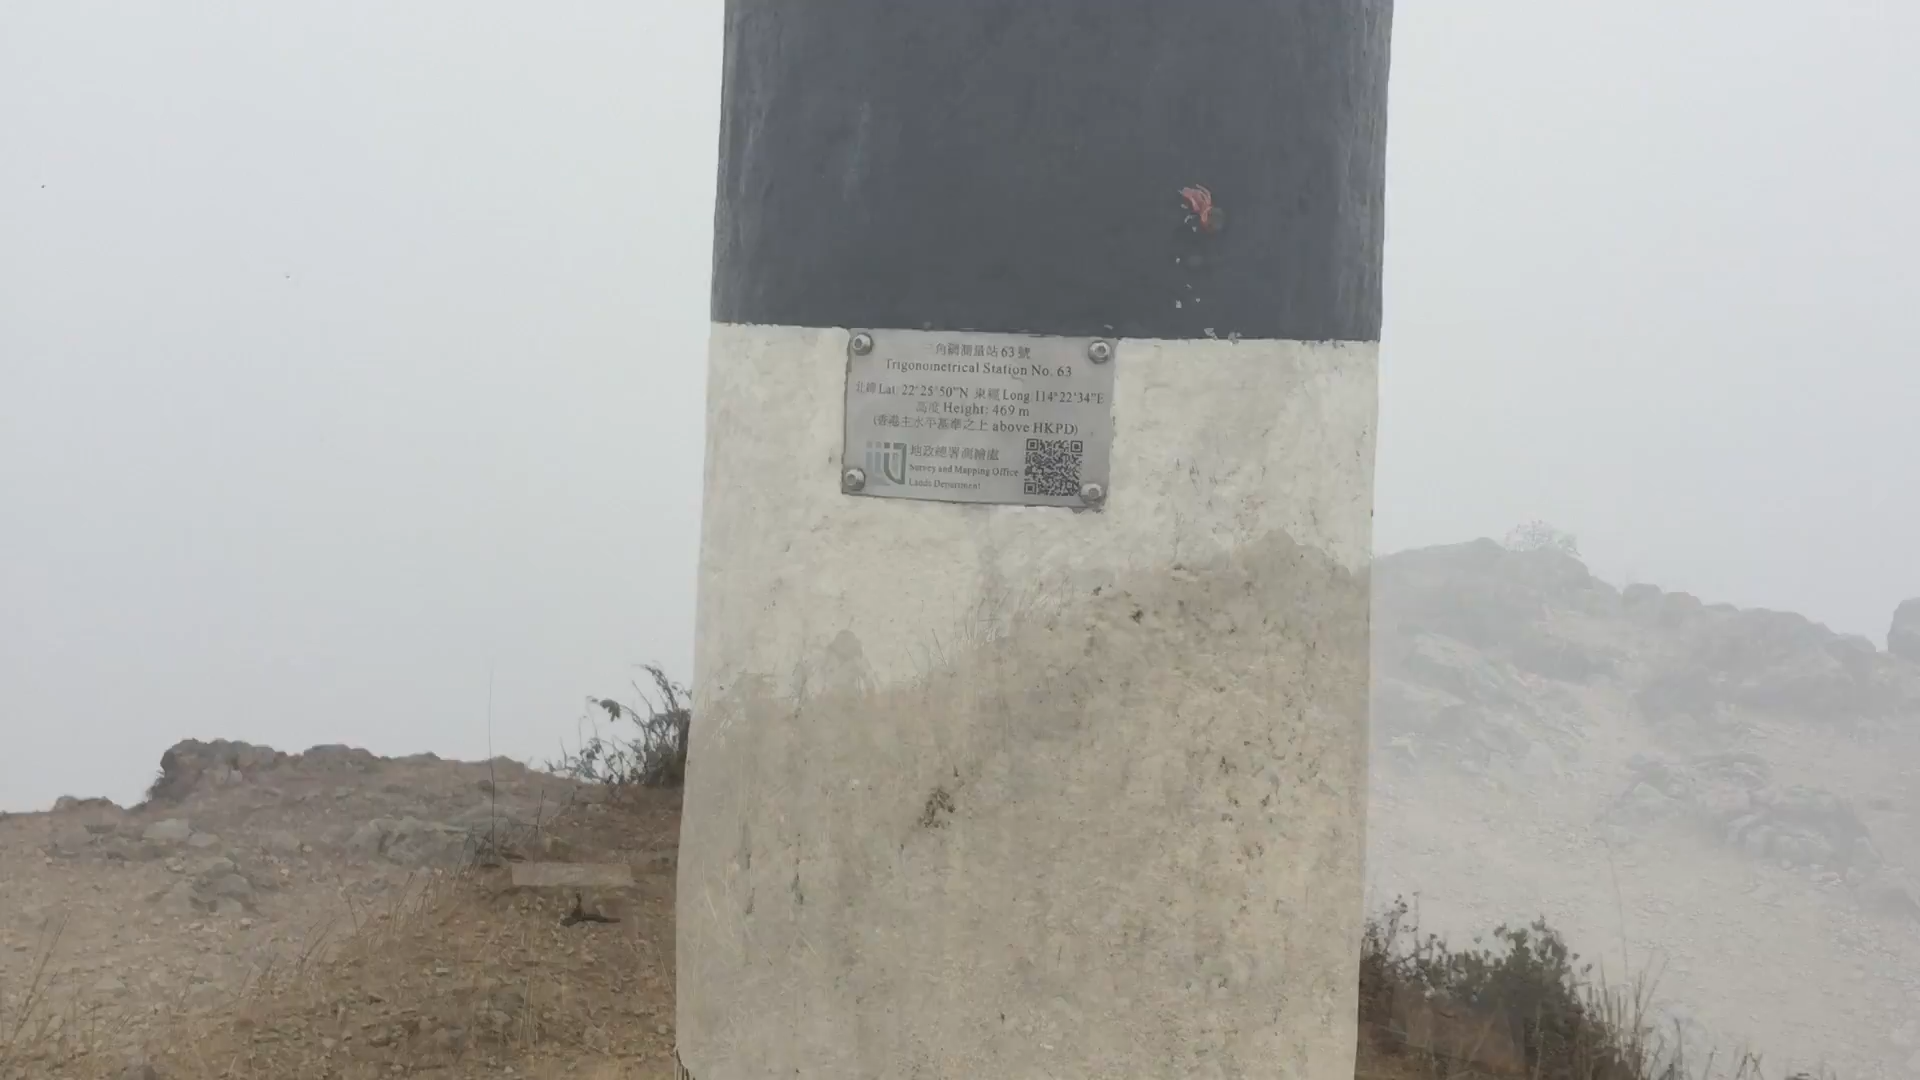 三角網測量站 63 號
Trigonometrical Station No. 63
北緯 Lat. 22°25'50"N 東經 Long. 114°22'34"E
高度 Height: 469 m
(香港主水平基準之上 above HKPD)
地政總署測繪處
Survey and Mapping Office
Lands Department